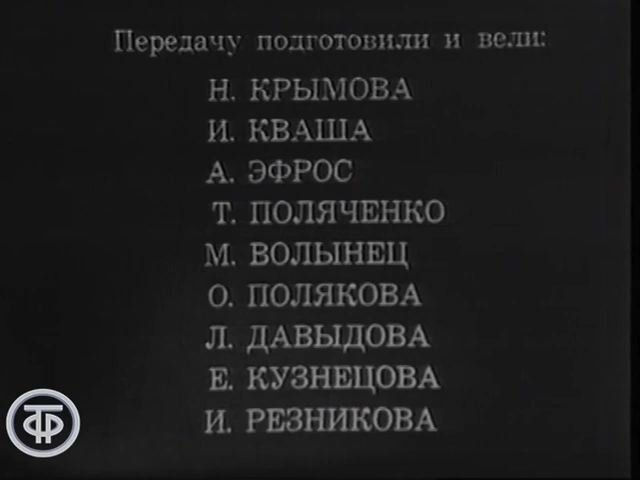 Передачу подготовили и вели:
Н. КРЫМОВА
И. КВАША
А. ЭФРОС
Т. ПОЛЯЧЕНКО
М. ВОЛЫНЕЦ
О. ПОЛЯКОВА
Л. ДАВЫДОВА
Е. КУЗНЕЦОВА
И. РЕЗНИКОВА